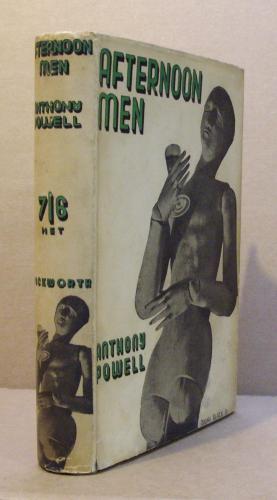 AFTERNOON
MEN
ANTHONY
POWELL
7/6
NET
DUCKWORTH
AFTERNOON
MEN
ANTHONY
POWELL